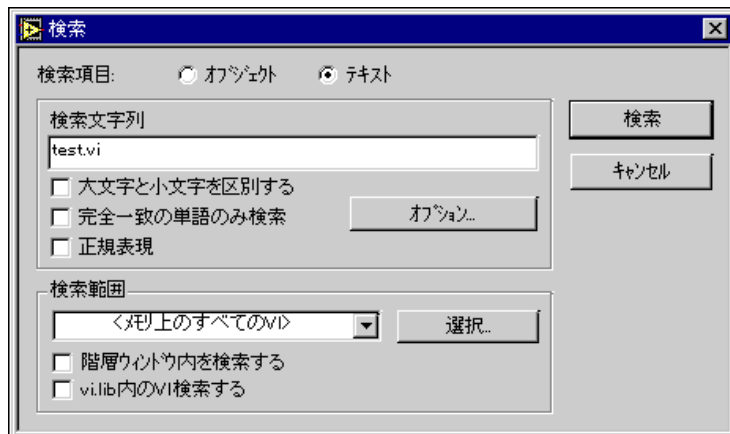 検索
検索項目: オブジェクト テキスト
検索文字列
test.vi
大文字と小文字を区別する
完全一致の単語のみ検索
正規表現
オプション...
検索
キャンセル
検索範囲
<メモリ上のすべてのVI>
選択...
階層ウィンドウ内を検索する
vi.lib内のVI検索する